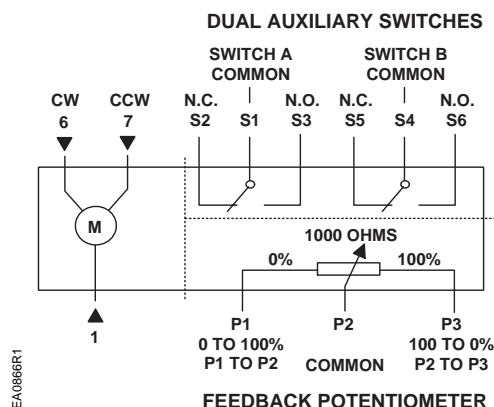 DUAL AUXILIARY SWITCHES
SWITCH A
COMMON
SWITCH B
COMMON
CW
6
CCW
7
N.C.
S2
S1
N.O.
S3
N.C.
S5
S4
N.O.
S6
M
1000 OHMS
0%
100%
1
P1
0 TO 100%
P1 TO P2
P2
COMMON
P3
100 TO 0%
P2 TO P3
FEEDBACK POTENTIOMETER
EA0866R1